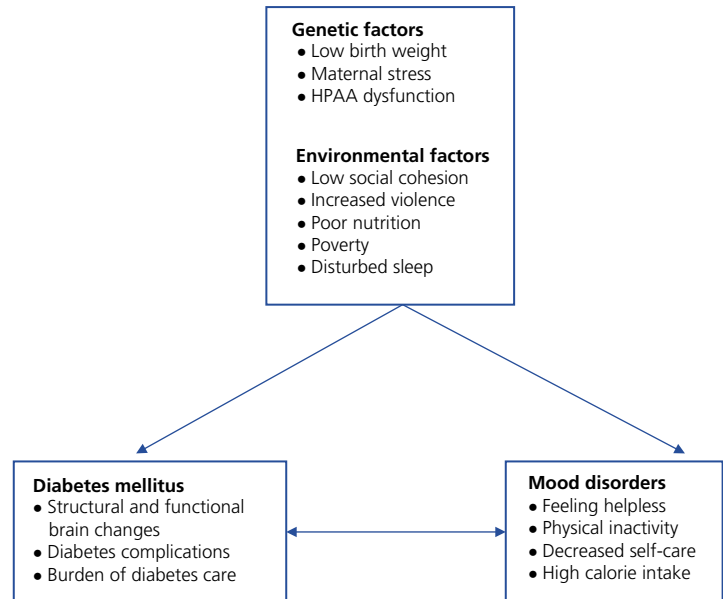 Genetic factors
● Low birth weight
● Maternal stress
● HPAA dysfunction
Environmental factors
● Low social cohesion
● Increased violence
● Poor nutrition
● Poverty
● Disturbed sleep
Diabetes mellitus
● Structural and functional
brain changes
● Diabetes complications
● Burden of diabetes care
Mood disorders
● Feeling helpless
● Physical inactivity
● Decreased self-care
● High calorie intake